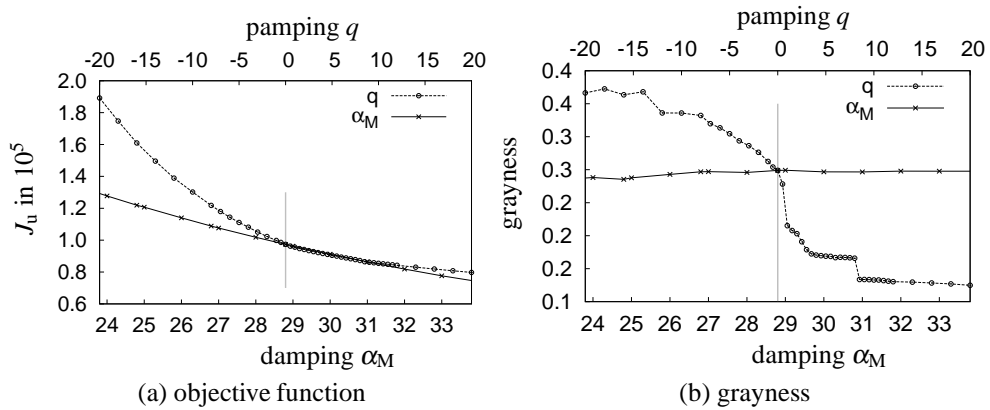 pamping q
-20 -15 -10 -5 0 5 10 15 20
2.0
1.8
1.6
1.4
1.2
1.0
0.8
0.6
J_u in 10^5
q
α_M
24 25 26 27 28 29 30 31 32 33
damping α_M
(a) objective function
pamping q
-20 -15 -10 -5 0 5 10 15 20
0.4
0.4
0.3
0.3
0.2
0.2
0.2
0.1
grayness
q
α_M
24 25 26 27 28 29 30 31 32 33
damping α_M
(b) grayness